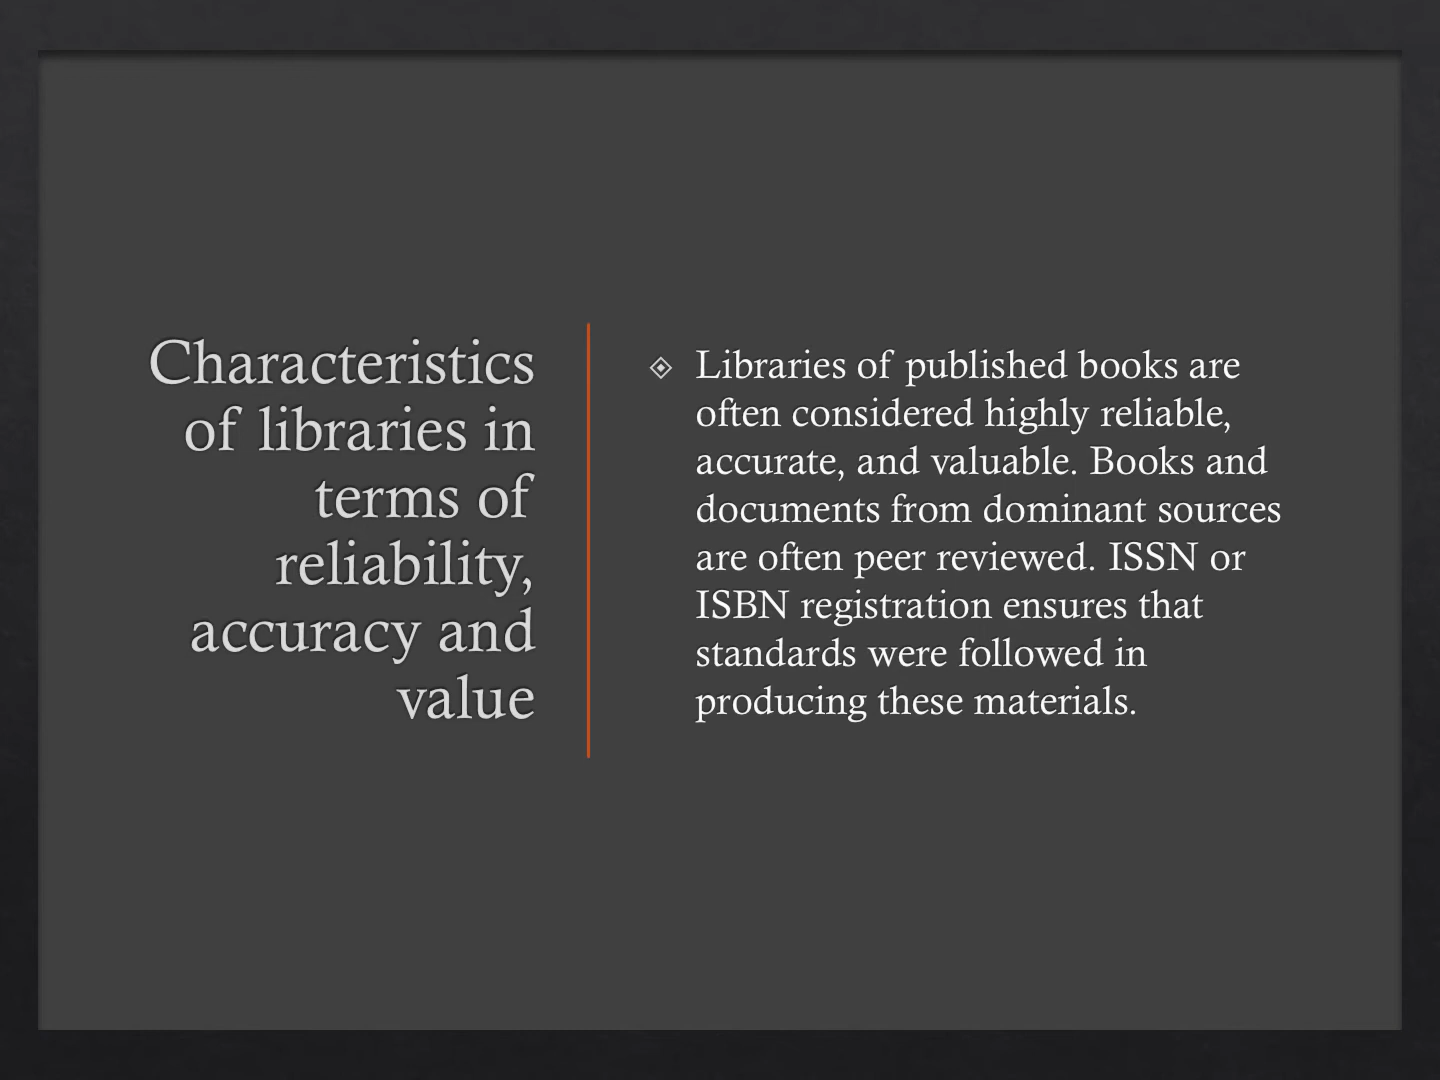 Characteristics
of libraries in
terms of
reliability,
accuracy and
value
Libraries of published books are
often considered highly reliable,
accurate, and valuable. Books and
documents from dominant sources
are often peer reviewed. ISSN or
ISBN registration ensures that
standards were followed in
producing these materials.